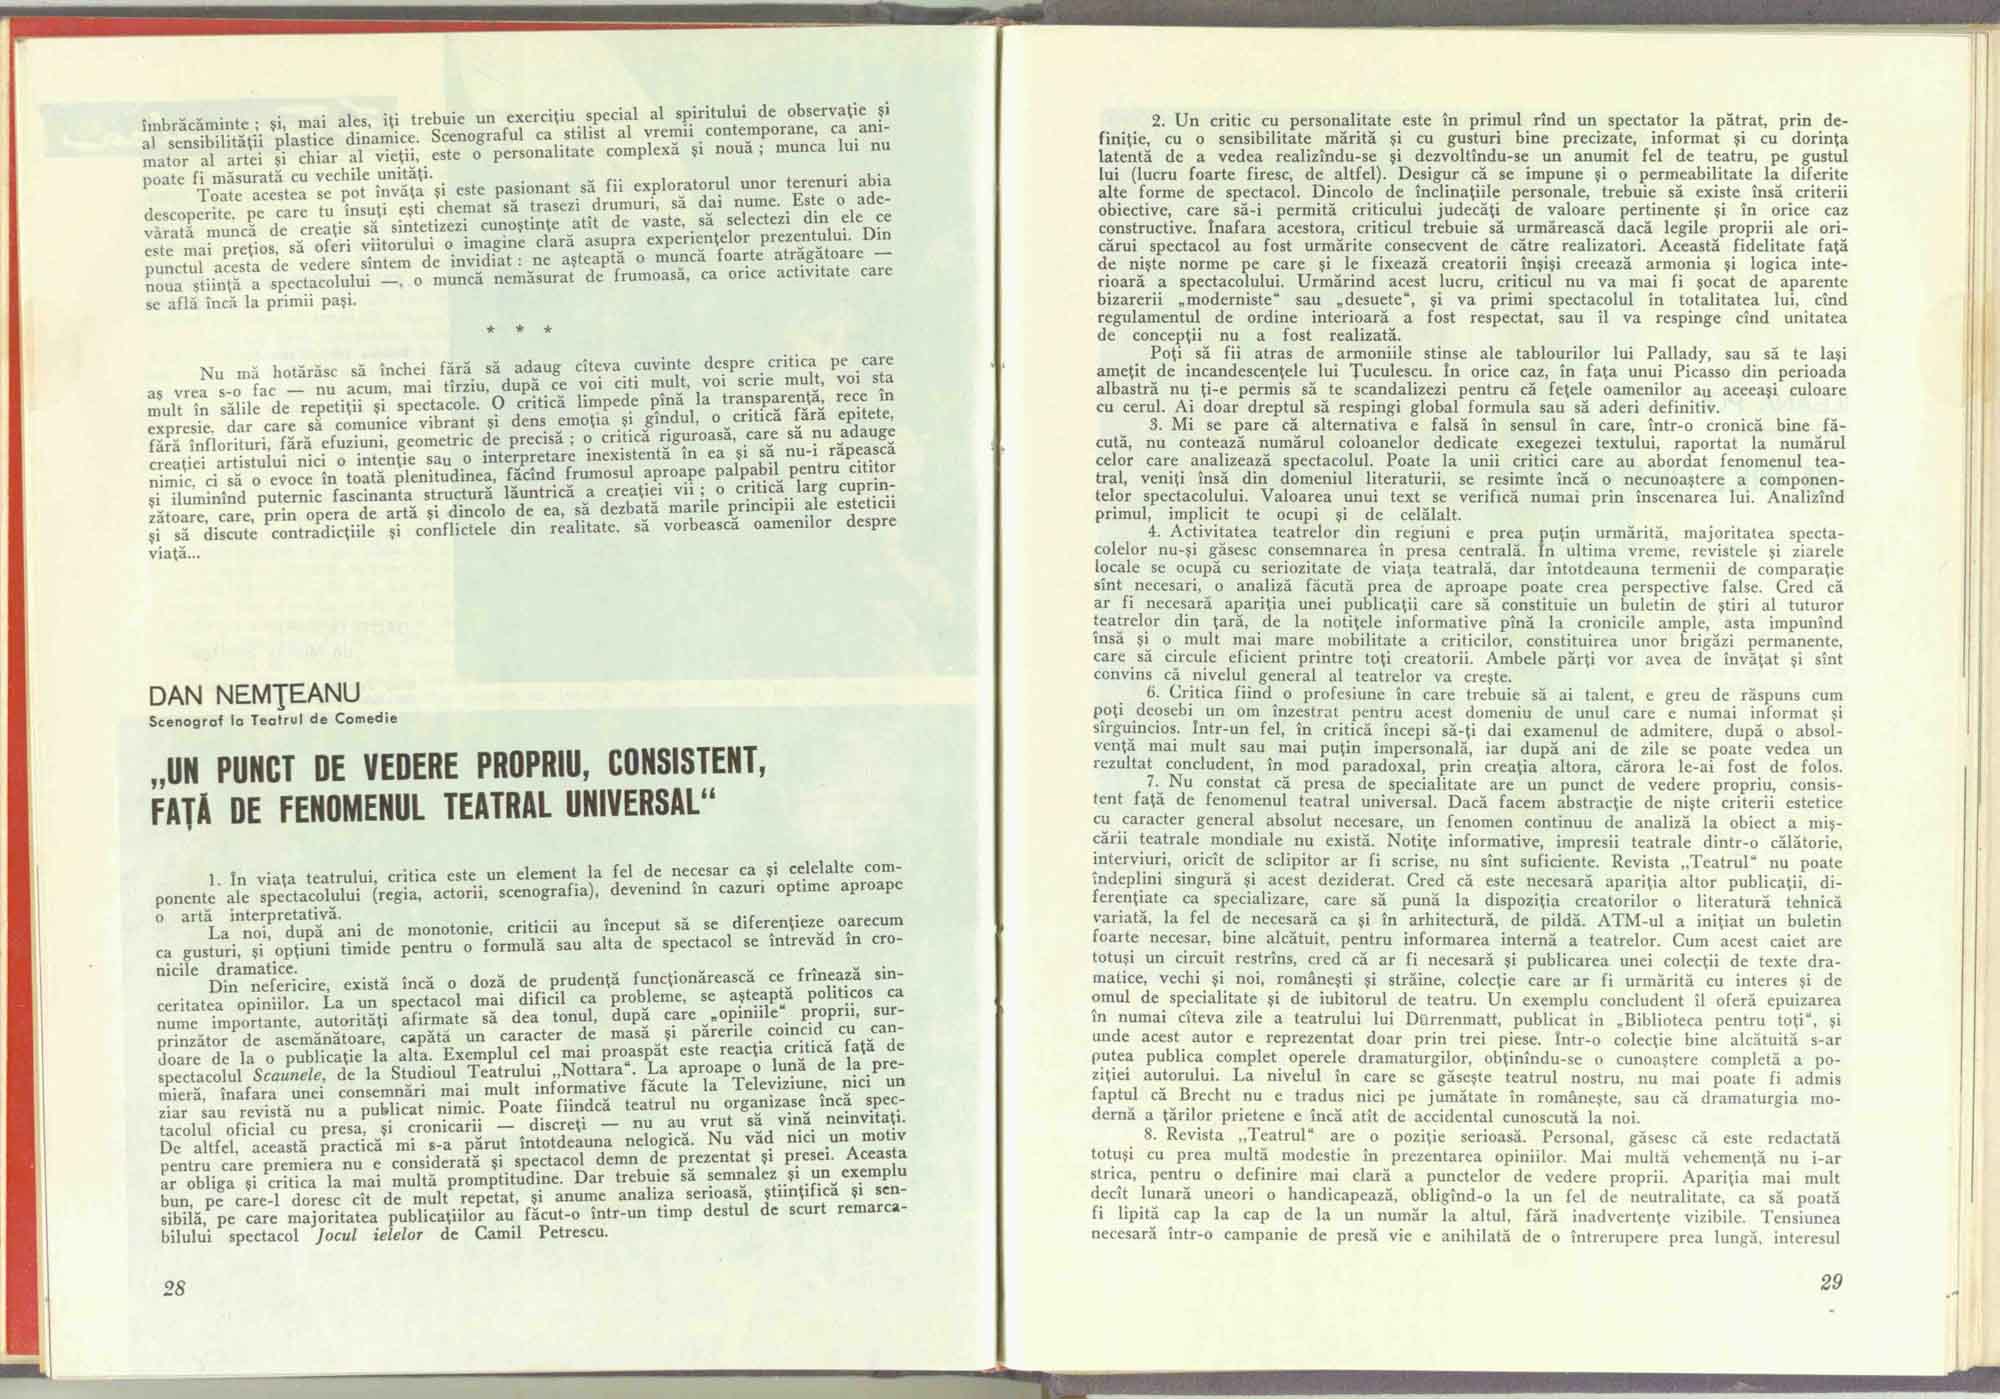 îmbrăcăminte ; şi, mai ales, iţi trebuie un exerciţiu special al spiritului de observaţie şi
al sensibilităţii plastice dinamice. Scenograful ca stilist al vremii contemporane, ca ani-
mator al artei şi chiar al vieţii, este o personalitate complexă şi nouă ; munca lui nu
poate fi măsurată cu vechile unităţi.
Toate acestea se pot învăţa şi este pasionant să fii exploratorul unor terenuri abia
descoperite, pe care tu însuţi eşti chemat să trasezi drumuri, să dai nume. Este o ade-
vărată muncă de creaţie să sintetizezi cunoştinţe atît de vaste, să selectezi din ele ce
este mai preţios, să oferi viitorului o imagine clară asupra experienţelor prezentului. Din
punctul acesta de vedere sîntem de invidiat : ne aşteaptă o muncă foarte atrăgătoare —
noua ştiinţă a spectacolului —, o muncă nemăsurat de frumoasă, ca orice activitate care
se află încă la primii paşi.
* * *
Nu mă hotărăsc să închei fără să adaug cîteva cuvinte despre critica pe care
aş vrea s-o fac — nu acum, mai tîrziu, după ce voi citi mult, voi scrie mult, voi sta
mult în sălile de repetiţii şi spectacole. O critică limpede pînă la transparenţă, rece în
expresie, dar care să comunice vibrant şi dens emoţia şi gîndul, o critică fără epitete,
fără înflorituri, fără efuziuni, geometric de precisă ; o critică riguroasă, care să nu adauge
creaţiei artistului nici o intenţie sau o interpretare inexistentă în ea şi să nu-i răpească
nimic, ci să o evoce în toată plenitudinea, făcînd frumosul aproape palpabil pentru cititor
şi iluminînd puternic fascinanta structură lăuntrică a creaţiei vii ; o critică larg cuprin-
zătoare, care, prin opera de artă şi dincolo de ea, să dezbată marile principii ale esteticii
şi să discute contradicţiile şi conflictele din realitate, să vorbească oamenilor despre
viaţă...
DAN NEMŢEANU
Scenograf la Teatrul de Comedie
„UN PUNCT DE VEDERE PROPRIU, CONSISTENT,
FAŢĂ DE FENOMENUL TEATRAL UNIVERSAL“
1. În viaţa teatrului, critica este un element la fel de necesar ca şi celelalte com-
ponente ale spectacolului (regia, actorii, scenografia), devenind în cazuri optime aproape
o artă interpretativă.
La noi, după ani de monotonie, criticii au început să se diferenţieze oarecum
ca gusturi, şi opţiuni timide pentru o formulă sau alta de spectacol se întrevăd în cro-
nicile dramatice.
Din nefericire, există încă o doză de prudenţă funcţionărească ce frînează sin-
ceritatea opiniilor. La un spectacol mai dificil ca probleme, se aşteaptă politicos ca
nume importante, autorităţi afirmate să dea tonul, după care „opiniile“ proprii, sur-
prinzător de asemănătoare, capătă un caracter de masă şi părerile coincid cu can-
doare de la o publicaţie la alta. Exemplul cel mai proaspăt este reacţia critică faţă de
spectacolul Scaunele, de la Studioul Teatrului „Nottara“. La aproape o lună de la pre-
mieră, înafara unei consemnări mai mult informative făcute la Televiziune, nici un
ziar sau revistă nu a publicat nimic. Poate fiindcă teatrul nu organizase încă spec-
tacolul oficial cu presa, şi cronicarii — discreţi — nu au vrut să vină neinvitaţi.
De altfel, această practică mi s-a părut întotdeauna nelogică. Nu văd nici un motiv
pentru care premiera nu e considerată şi spectacol demn de prezentat şi presei. Aceasta
ar obliga şi critica la mai multă promptitudine. Dar trebuie să semnalez şi un exemplu
bun, pe care-l doresc cît de mult repetat, şi anume analiza serioasă, ştiinţifică şi sen-
sibilă, pe care majoritatea publicaţiilor au făcut-o într-un timp destul de scurt remarca-
bilului spectacol Jocul ielelor de Camil Petrescu.
28
2. Un critic cu personalitate este în primul rînd un spectator la pătrat, prin de-
finiţie, cu o sensibilitate mărită şi cu gusturi bine precizate, informat şi cu dorinţa
latentă de a vedea realizîndu-se şi dezvoltîndu-se un anumit fel de teatru, pe gustul
lui (lucru foarte firesc, de altfel). Desigur că se impune şi o permeabilitate la diferite
alte forme de spectacol. Dincolo de înclinaţiile personale, trebuie să existe însă criterii
obiective, care să-i permită criticului judecăţi de valoare pertinente şi în orice caz
constructive. Înafara acestora, criticul trebuie să urmărească dacă legile proprii ale ori-
cărui spectacol au fost urmărite consecvent de către realizatori. Această fidelitate faţă
de nişte norme pe care şi le fixează creatorii înşişi creează armonia şi logica inte-
rioară a spectacolului. Urmărind acest lucru, criticul nu va mai fi şocat de aparente
bizarerii „moderniste“ sau „desuete“, şi va primi spectacolul în totalitatea lui, cînd
regulamentul de ordine interioară a fost respectat, sau îl va respinge cînd unitatea
de concepţii nu a fost realizată.
Poţi să fii atras de armoniile stinse ale tablourilor lui Pallady, sau să te laşi
ameţit de incandescenţele lui Ţuculescu. În orice caz, în faţa unui Picasso din perioada
albastră nu ţi-e permis să te scandalizezi pentru că feţele oamenilor au aceeaşi culoare
cu cerul. Ai doar dreptul să respingi global formula sau să aderi definitiv.
3. Mi se pare că alternativa e falsă în sensul în care, într-o cronică bine fă-
cută, nu contează numărul coloanelor dedicate exegezei textului, raportat la numărul
celor care analizează spectacolul. Poate la unii critici care au abordat fenomenul tea-
tral, veniţi însă din domeniul literaturii, se resimte încă o necunoaştere a componen-
telor spectacolului. Valoarea unui text se verifică numai prin înscenarea lui. Analizînd
primul, implicit te ocupi şi de celălalt.
4. Activitatea teatrelor din regiuni e prea puţin urmărită, majoritatea specta-
colelor nu-şi găsesc consemnarea în presa centrală. În ultima vreme, revistele şi ziarele
locale se ocupă cu seriozitate de viaţa teatrală, dar întotdeauna termenii de comparaţie
sînt necesari, o analiză făcută prea de aproape poate crea perspective false. Cred că
ar fi necesară apariţia unei publicaţii care să constituie un buletin de ştiri al tuturor
teatrelor din ţară, de la notiţele informative pînă la cronicile ample, asta impunînd
însă şi o mult mai mare mobilitate a criticilor, constituirea unor brigăzi permanente,
care să circule eficient printre toţi creatorii. Ambele părţi vor avea de învăţat şi sînt
convins că nivelul general al teatrelor va creşte.
6. Critica fiind o profesiune în care trebuie să ai talent, e greu de răspuns cum
poţi deosebi un om înzestrat pentru acest domeniu de unul care e numai informat şi
sîrguincios. Într-un fel, în critică începi să-ţi dai examenul de admitere, după o absol-
venţă mai mult sau mai puţin impersonală, iar după ani de zile se poate vedea un
rezultat concludent, în mod paradoxal, prin creaţia altora, cărora le-ai fost de folos.
7. Nu constat că presa de specialitate are un punct de vedere propriu, consis-
tent faţă de fenomenul teatral universal. Dacă facem abstracţie de nişte criterii estetice
cu caracter general absolut necesare, un fenomen continuu de analiză la obiect a miş-
cării teatrale mondiale nu există. Notiţe informative, impresii teatrale dintr-o călătorie,
interviuri, oricît de sclipitor ar fi scrise, nu sînt suficiente. Revista „Teatrul“ nu poate
îndeplini singură şi acest deziderat. Cred că este necesară apariţia altor publicaţii, di-
ferenţiate ca specializare, care să pună la dispoziţia creatorilor o literatură tehnică
variată, la fel de necesară ca şi în arhitectură, de pildă. ATM-ul a iniţiat un buletin
foarte necesar, bine alcătuit, pentru informarea internă a teatrelor. Cum acest caiet are
totuşi un circuit restrîns, cred că ar fi necesară şi publicarea unei colecţii de texte dra-
matice, vechi şi noi, româneşti şi străine, colecţie care ar fi urmărită cu interes şi de
omul de specialitate şi de iubitorul de teatru. Un exemplu concludent îl oferă epuizarea
în numai cîteva zile a teatrului lui Dürrenmatt, publicat în „Biblioteca pentru toţi“, şi
unde acest autor e reprezentat doar prin trei piese. Într-o colecţie bine alcătuită s-ar
putea publica complet operele dramaturgilor, obţinîndu-se o cunoaştere completă a po-
ziţiei autorului. La nivelul în care se găseşte teatrul nostru, nu mai poate fi admis
faptul că Brecht nu e tradus nici pe jumătate în româneşte, sau că dramaturgia mo-
dernă a ţărilor prietene e încă atît de accidental cunoscută la noi.
8. Revista „Teatrul“ are o poziţie serioasă. Personal, găsesc că este redactată
totuşi cu prea multă modestie în prezentarea opiniilor. Mai multă vehemenţă nu i-ar
strica, pentru o definire mai clară a punctelor de vedere proprii. Apariţia mai mult
decît lunară uneori o handicapează, obligînd-o la un fel de neutralitate, ca să poată
fi lipită cap la cap de la un număr la altul, fără inadvertenţe vizibile. Tensiunea
necesară într-o campanie de presă vie e anihilată de o întrerupere prea lungă, interesul
29